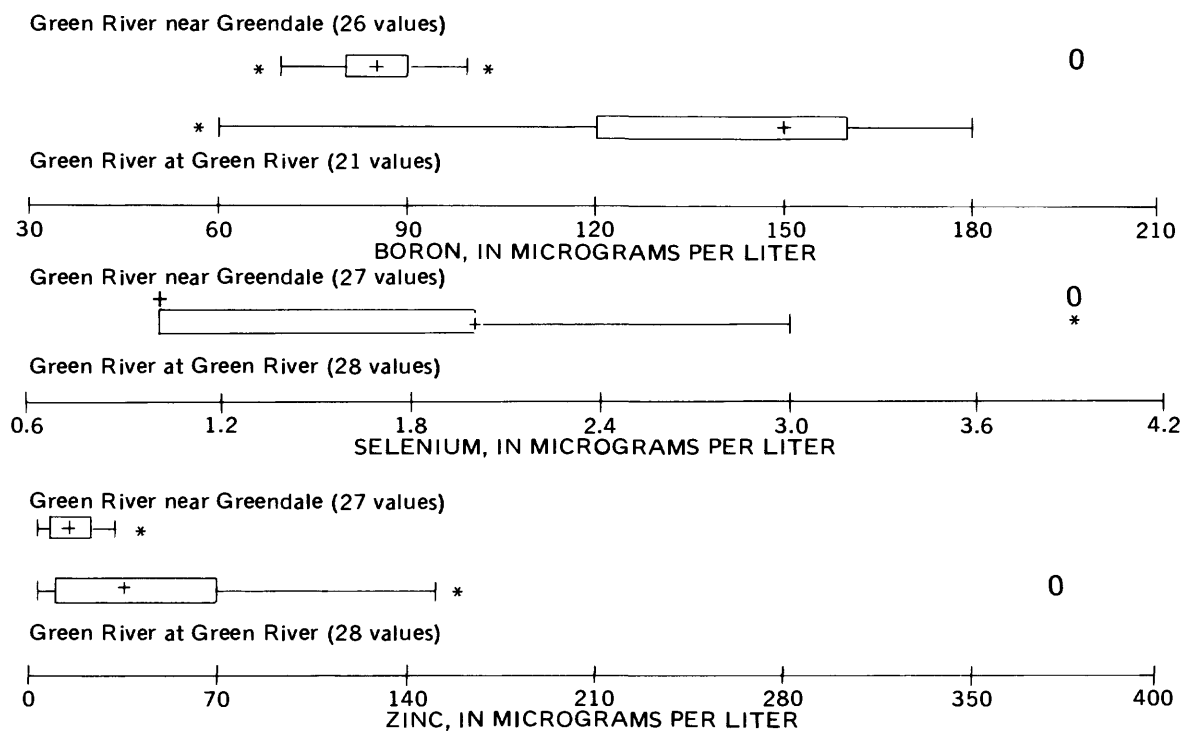 Green River near Greendale (26 values)
* + * 0
* +
Green River at Green River (21 values)
30 60 90 120 150 180 210
BORON, IN MICROGRAMS PER LITER
Green River near Greendale (27 values)
+ 0
+ *
Green River at Green River (28 values)
0.6 1.2 1.8 2.4 3.0 3.6 4.2
SELENIUM, IN MICROGRAMS PER LITER
Green River near Greendale (27 values)
+ *
+ * 0
Green River at Green River (28 values)
0 70 140 210 280 350 400
ZINC, IN MICROGRAMS PER LITER